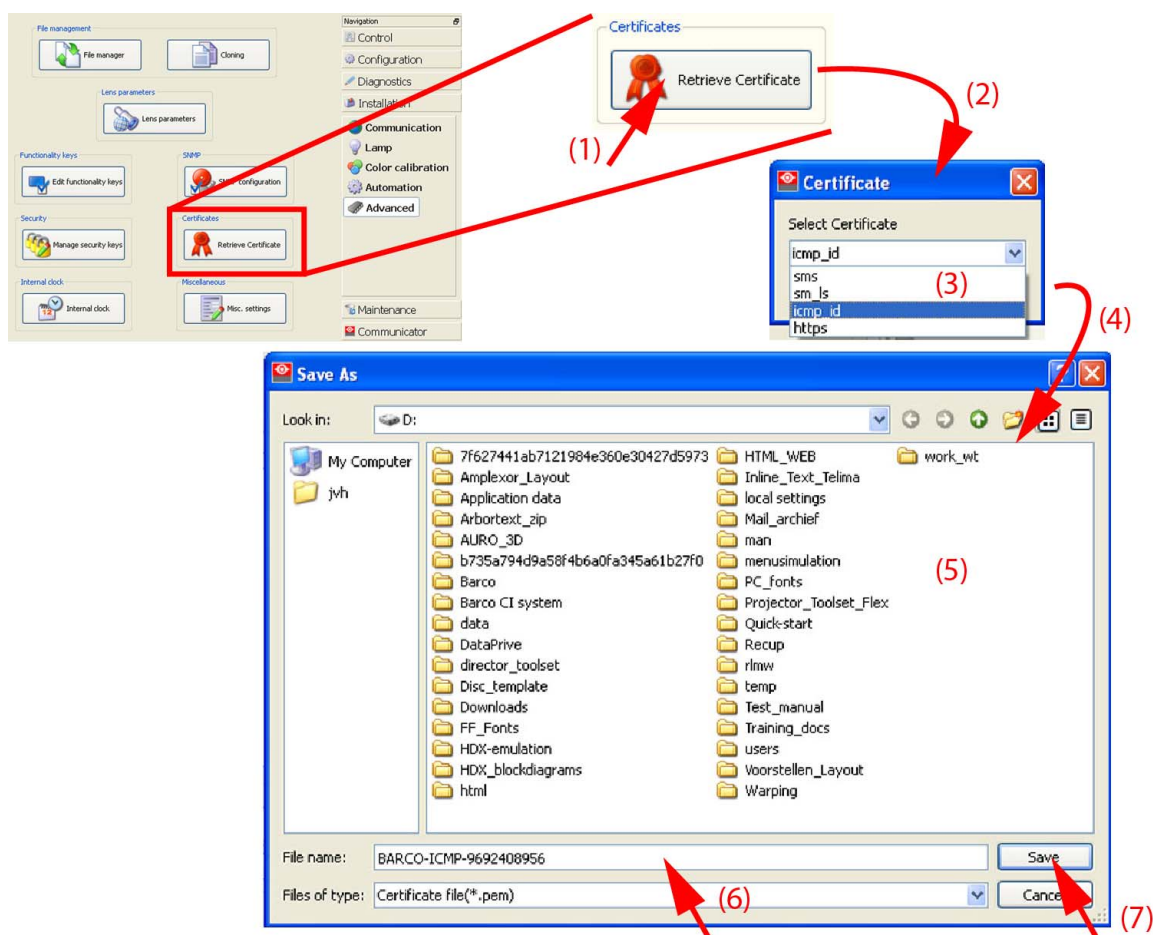 File management
File manager
Cloning
Lens parameters
Lens parameters
Functionality keys
Edit functionality keys
SNMP
SNMP configuration
Security
Manage security keys
Certificates
Retrieve Certificate
Internal clock
12
Internal clock
Miscellaneous
Misc. settings
Navigation
Control
Configuration
Diagnostics
Installation
Communication
Lamp
Color calibration
Automation
Advanced
Maintenance
Communicator
Certificates
Retrieve Certificate
(1)
(2)
Certificate
Select Certificate
icmp_id
sms
sm_ls
icmp_id
https
(3)
(4)
Save As
Look in:
D:
My Computer
jvh
7f627441ab7121984e360e30427d5973
Amplexor_Layout
Application data
Arbortext_zip
AURO_3D
b735a794d9a58f4b6a0fa345a61b27f0
Barco
Barco CI system
data
DataPrive
director_toolset
Disc_template
Downloads
FF_Fonts
HDX-emulation
HDX_blockdiagrams
html
HTML_WEB
Inline_Text_Telima
local settings
Mail_archief
man
menusimulation
PC_fonts
Projector_Toolset_Flex
Quick-start
Recup
rlmw
temp
Test_manual
Training_docs
users
Voorstellen_Layout
Warping
work_wt
(5)
File name:
BARCO-ICMP-9692408956
Save
Files of type:
Certificate file(*.pem)
Cancel
(6)
(7)